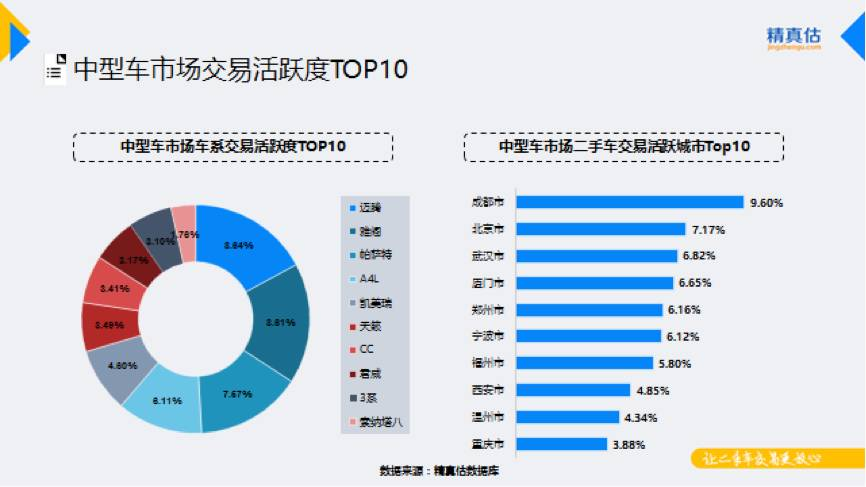 精真估
jingzhengu.com
中型车市场交易活跃度TOP10
中型车市场车系交易活跃度TOP10
中型车市场二手车交易活跃城市Top10
8.64%
8.61%
7.67%
6.11%
4.60%
3.49%
3.41%
3.17%
3.10%
1.76%
迈腾
雅阁
帕萨特
A4L
凯美瑞
天籁
CC
君威
3系
索纳塔八
成都市 9.60%
北京市 7.17%
武汉市 6.82%
厦门市 6.65%
郑州市 6.16%
宁波市 6.12%
福州市 5.80%
西安市 4.85%
温州市 4.34%
重庆市 3.88%
数据来源：精真估数据库
让二手车交易更放心